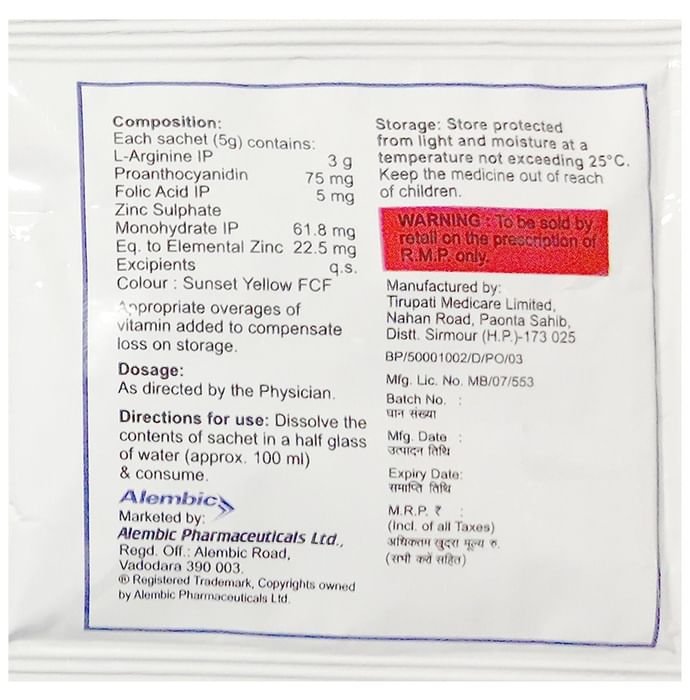 Composition:
Each sachet (5g) contains:
L-Arginine IP 3 g
Proanthocyanidin 75 mg
Folic Acid IP 5 mg
Zinc Sulphate
Monohydrate IP 61.8 mg
Eq. to Elemental Zinc 22.5 mg
Excipients q.s.
Colour : Sunset Yellow FCF
Appropriate overages of
vitamin added to compensate
loss on storage.
Dosage:
As directed by the Physician.
Directions for use: Dissolve the
contents of sachet in a half glass
of water (approx. 100 ml)
& consume.
Alembic
Marketed by:
Alembic Pharmaceuticals Ltd.,
Regd. Off.: Alembic Road,
Vadodara 390 003.
® Registered Trademark, Copyrights owned
by Alembic Pharmaceuticals Ltd.
Storage: Store protected
from light and moisture at a
temperature not exceeding 25°C.
Keep the medicine out of reach
of children.
WARNING : To be sold by
retail on the prescription of
R.M.P. only.
Manufactured by:
Tirupati Medicare Limited,
Nahan Road, Paonta Sahib,
Distt. Sirmour (H.P.)-173 025
BP/50001002/D/PO/03
Mfg. Lic. No. MB/07/553
Batch No. :
घान संख्या
Mfg. Date :
उत्पादन तिथि
Expiry Date:
समाप्ति तिथि
M.R.P. ₹ :
(Incl. of all Taxes)
अधिकतम खुदरा मूल्य रु.
(सभी करों सहित)